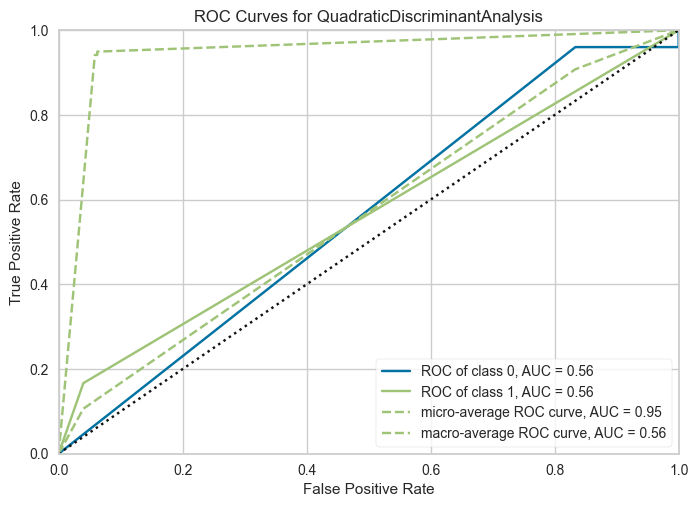 ROC Curves for QuadraticDiscriminantAnalysis
1.0
0.8
0.6
0.4
0.2
0.0
True Positive Rate
ROC of class 0, AUC = 0.56
ROC of class 1, AUC = 0.56
micro-average ROC curve, AUC = 0.95
macro-average ROC curve, AUC = 0.56
0.0 0.2 0.4 0.6 0.8 1.0
False Positive Rate